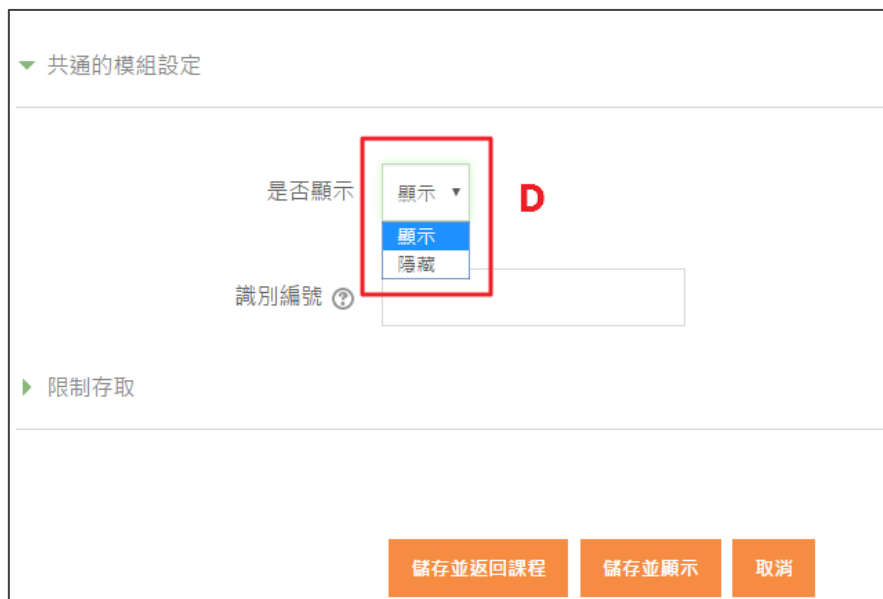 共通的模組設定
是否顯示
顯示
D
顯示
隱藏
識別編號
限制存取
儲存並返回課程
儲存並顯示
取消